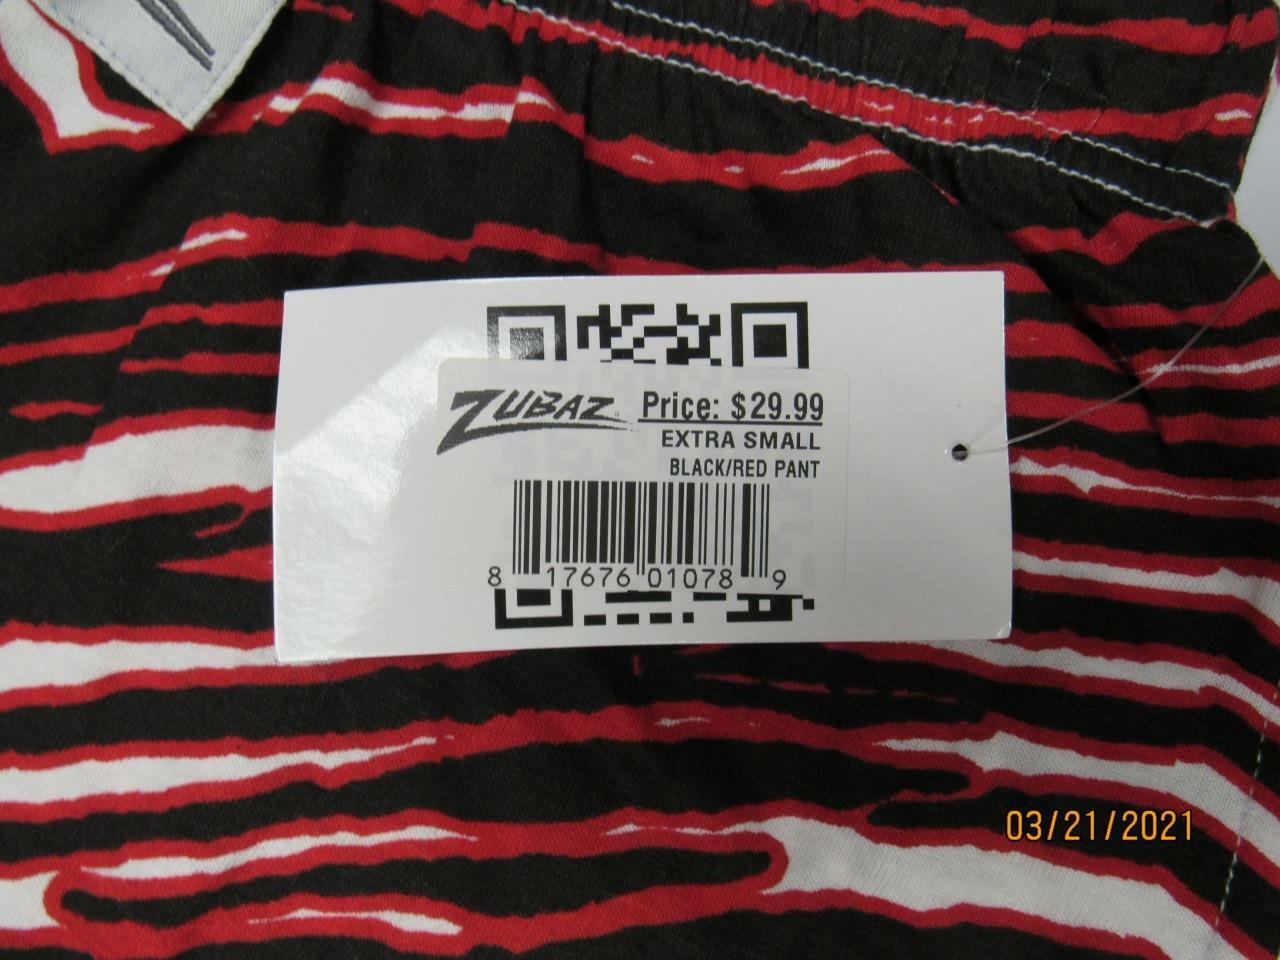 ZUBAZ Price: $29.99
EXTRA SMALL
BLACK/RED PANT
8 17676 01078 9
03/21/2021